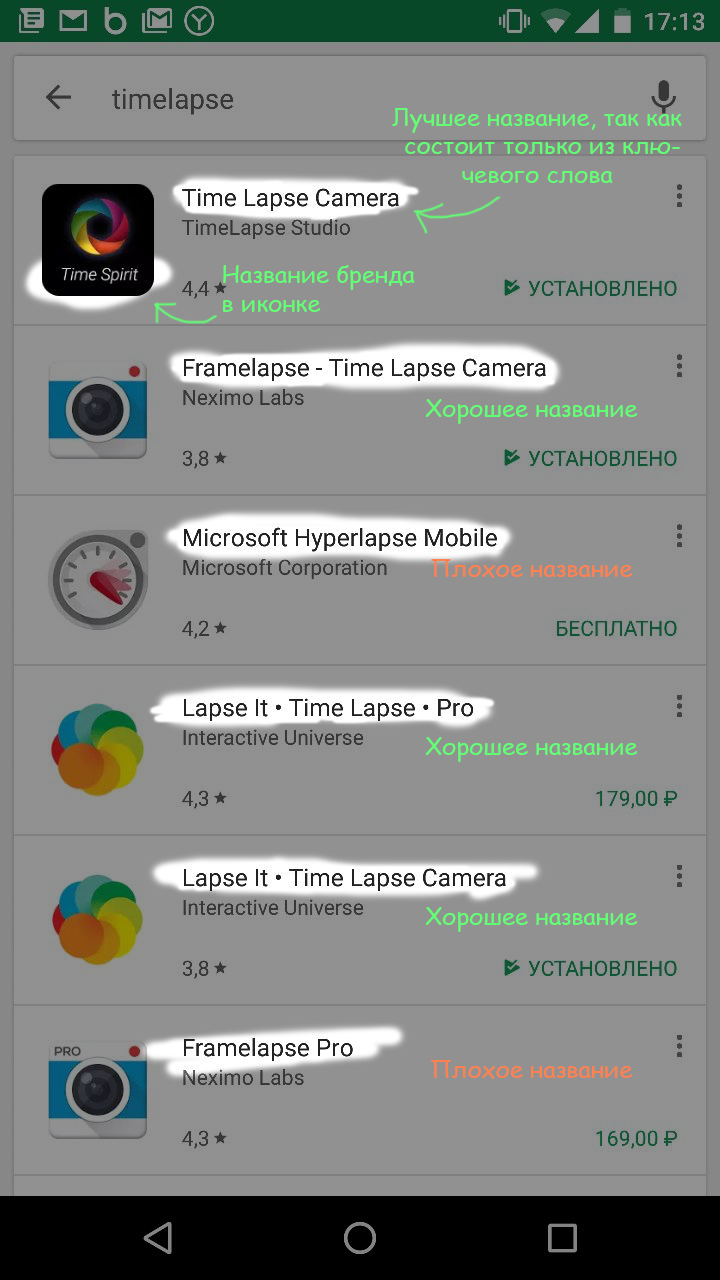 17:13
timelapse
Лучшее название, так как
состоит только из клю-
чевого слова
Time Lapse Camera
TimeLapse Studio
Time Spirit
4,4 ★
УСТАНОВЛЕНО
Название бренда
в иконке
Framelapse - Time Lapse Camera
Neximo Labs
Хорошее название
3,8 ★
УСТАНОВЛЕНО
Microsoft Hyperlapse Mobile
Microsoft Corporation
Плохое название
4,2 ★
БЕСПЛАТНО
Lapse It • Time Lapse • Pro
Interactive Universe
Хорошее название
4,3 ★
179,00 ₽
Lapse It • Time Lapse Camera
Interactive Universe
Хорошее название
3,8 ★
УСТАНОВЛЕНО
PRO
Framelapse Pro
Neximo Labs
Плохое название
4,3 ★
169,00 ₽